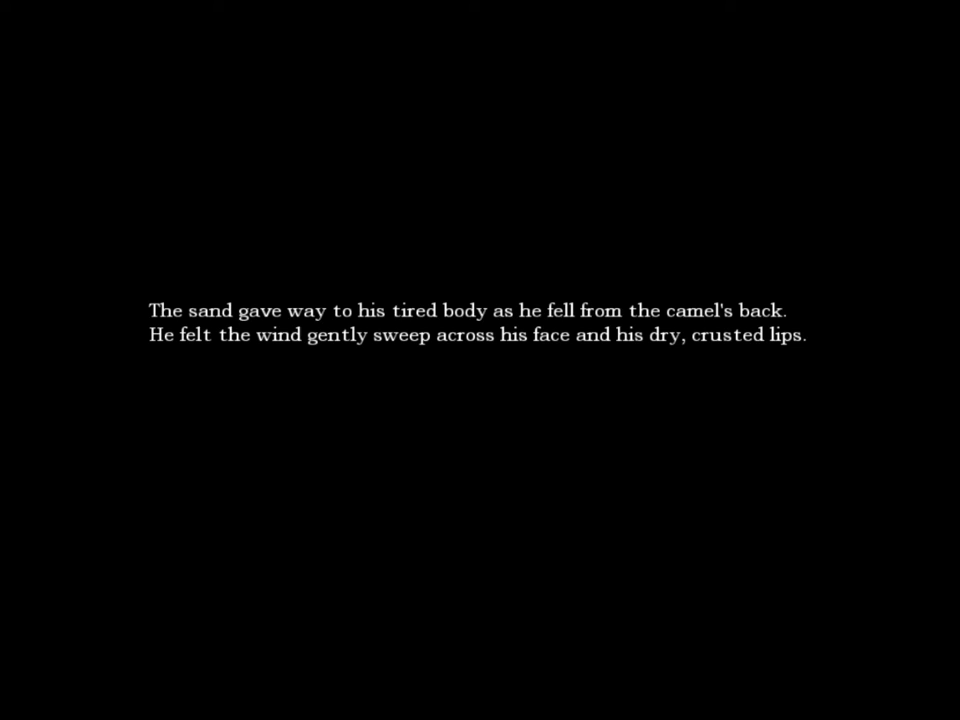 The sand gave way to his tired body as he fell from the camel's back.
He felt the wind gently sweep across his face and his dry, crusted lips.